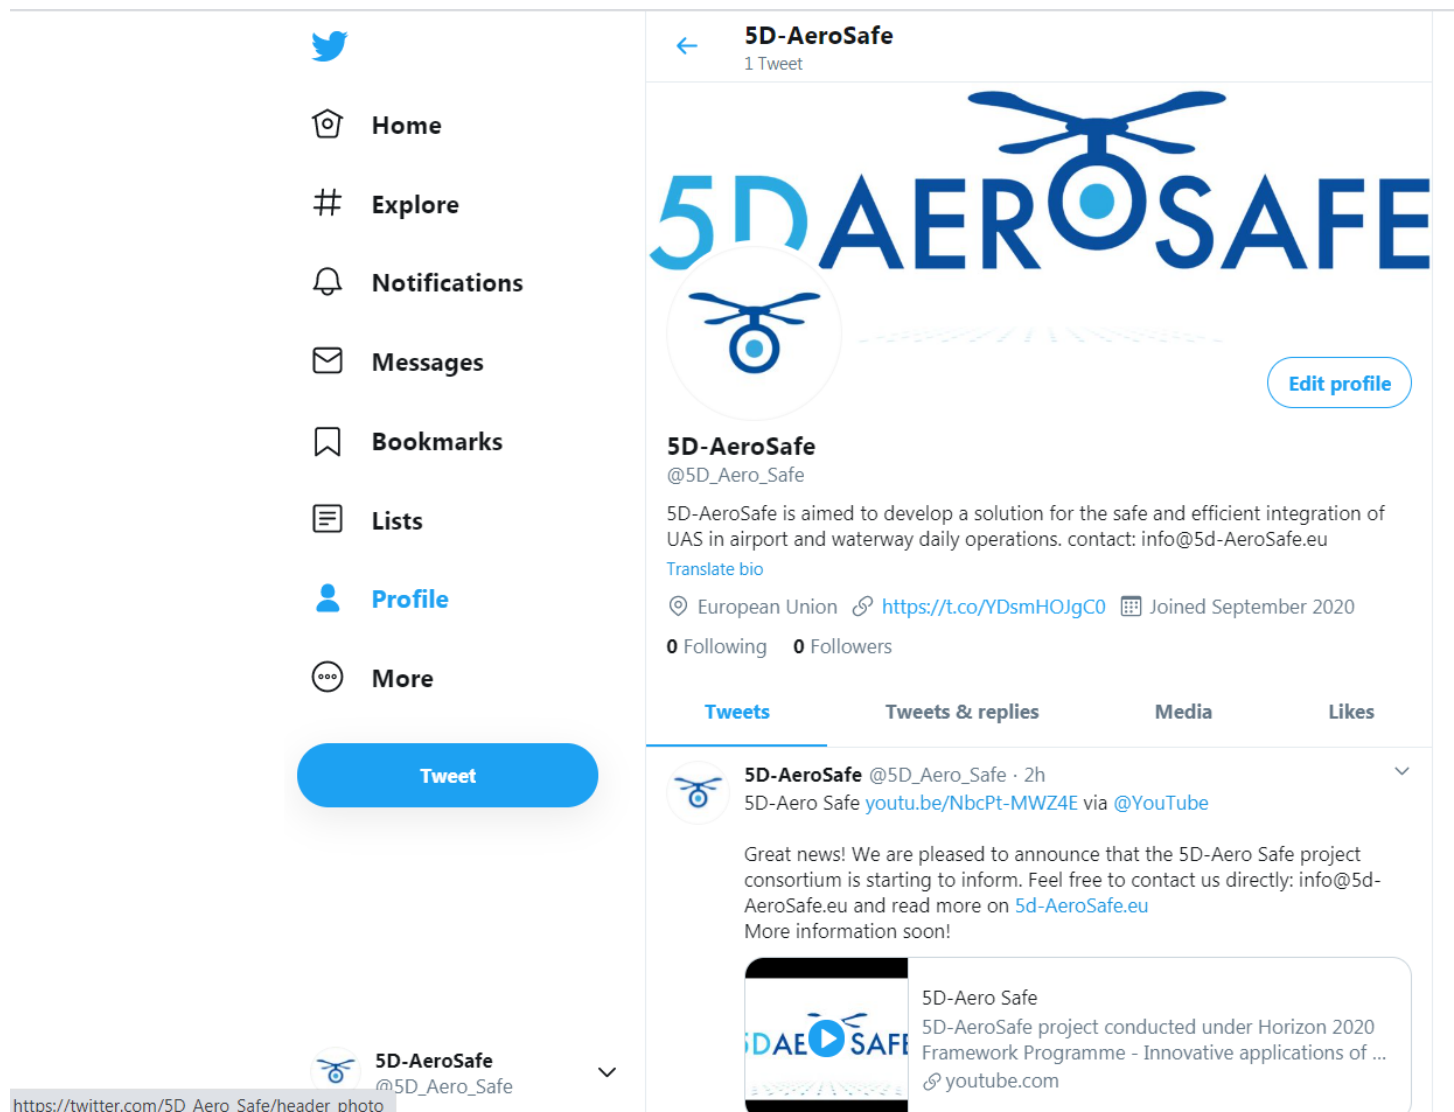 5D-AeroSafe
1 Tweet
Home
Explore
Notifications
Messages
Bookmarks
Lists
Profile
More
Tweet
5D-AeroSafe
@5D_Aero_Safe
https://twitter.com/5D_Aero_Safe/header_photo
5DAEROSAFE
Edit profile
5D-AeroSafe
@5D_Aero_Safe
5D-AeroSafe is aimed to develop a solution for the safe and efficient integration of
UAS in airport and waterway daily operations. contact: info@5d-AeroSafe.eu
Translate bio
European Union https://t.co/YDsmHOJgC0 Joined September 2020
0 Following 0 Followers
Tweets Tweets & replies Media Likes
5D-AeroSafe @5D_Aero_Safe · 2h
5D-Aero Safe youtu.be/NbcPt-MWZ4E via @YouTube
Great news! We are pleased to announce that the 5D-Aero Safe project
consortium is starting to inform. Feel free to contact us directly: info@5d-
AeroSafe.eu and read more on 5d-AeroSafe.eu
More information soon!
5DAE SAFE
5D-Aero Safe
5D-AeroSafe project conducted under Horizon 2020
Framework Programme - Innovative applications of ...
youtube.com